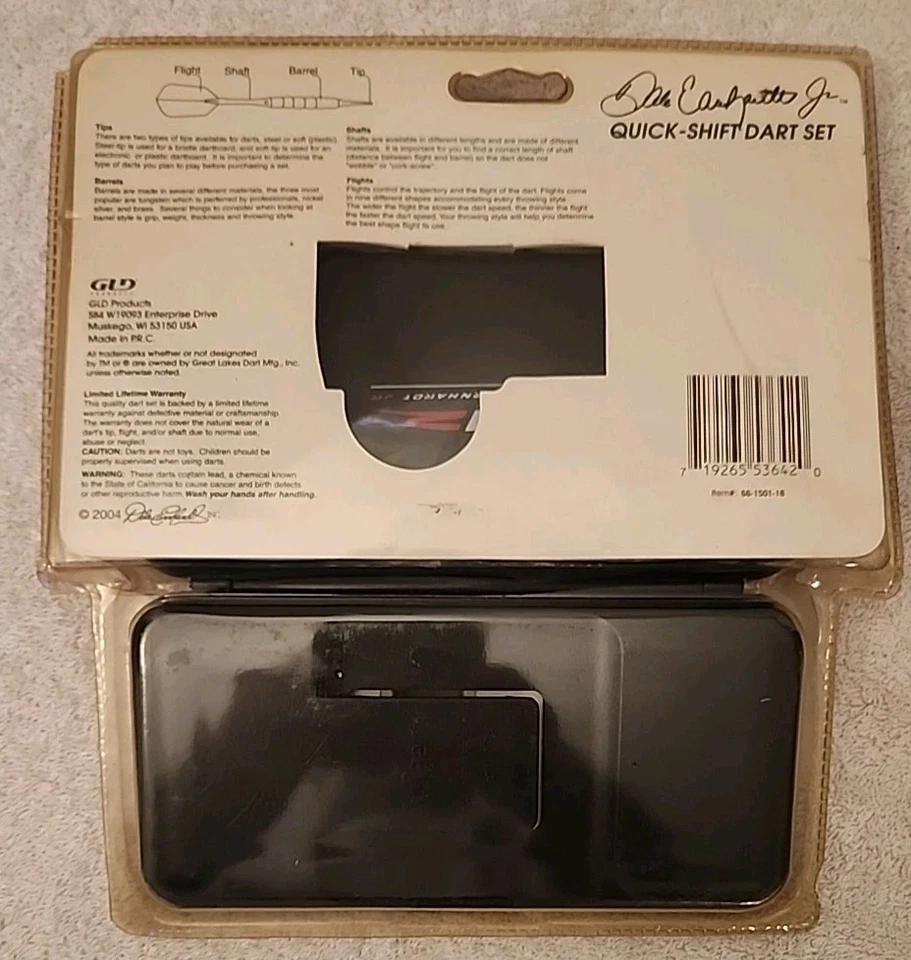 Flight Shaft Barrel Tip
Dale Earnhardt Jr.™
QUICK-SHIFT DART SET
Tips
There are two types of tips available for darts, steel or soft (plastic).
Steel-tip is used for a bristle dartboard, and soft-tip is used for an
electronic or plastic dartboard. It is important to determine the
type of darts you plan to play before purchasing a set.
Barrels
Barrels are made in several different materials, the three most
popular are tungsten which is preferred by professionals, nickel
silver, and brass. Several things to consider when looking at
barrel style is grip, weight, thickness and throwing style.
Shafts
Shafts are available in different lengths and are made of different
materials. It is important for you to find a correct length of shaft
(distance between flight and barrel) so the dart does not
"wobble" or "cork-screw".
Flights
Flights control the trajectory and the flight of the dart. Flights come
in nine different shapes accommodating every throwing style.
The wider the flight the slower the dart speed, the thinner the flight
the faster the dart speed. Your throwing style will help you determine
the best shape flight to use.
GLD
PRODUCTS
GLD Products
S84 W19093 Enterprise Drive
Muskego, WI 53150 USA
Made in P.R.C.
All trademarks whether or not designated
by TM or ® are owned by Great Lakes Dart Mfg., Inc.
unless otherwise noted.
Limited Lifetime Warranty
This quality dart set is backed by a limited lifetime
warranty against defective material or craftsmanship.
The warranty does not cover the natural wear of a
dart's tip, flight, and/or shaft due to normal use,
abuse or neglect.
CAUTION: Darts are not toys. Children should be
properly supervised when using darts.
WARNING: These darts contain lead, a chemical known
to the State of California to cause cancer and birth defects
or other reproductive harm. Wash your hands after handling.
© 2004 Dale Earnhardt INC.
RNHARDT JR
7 19265 53642 0
Item#: 66-1501-18